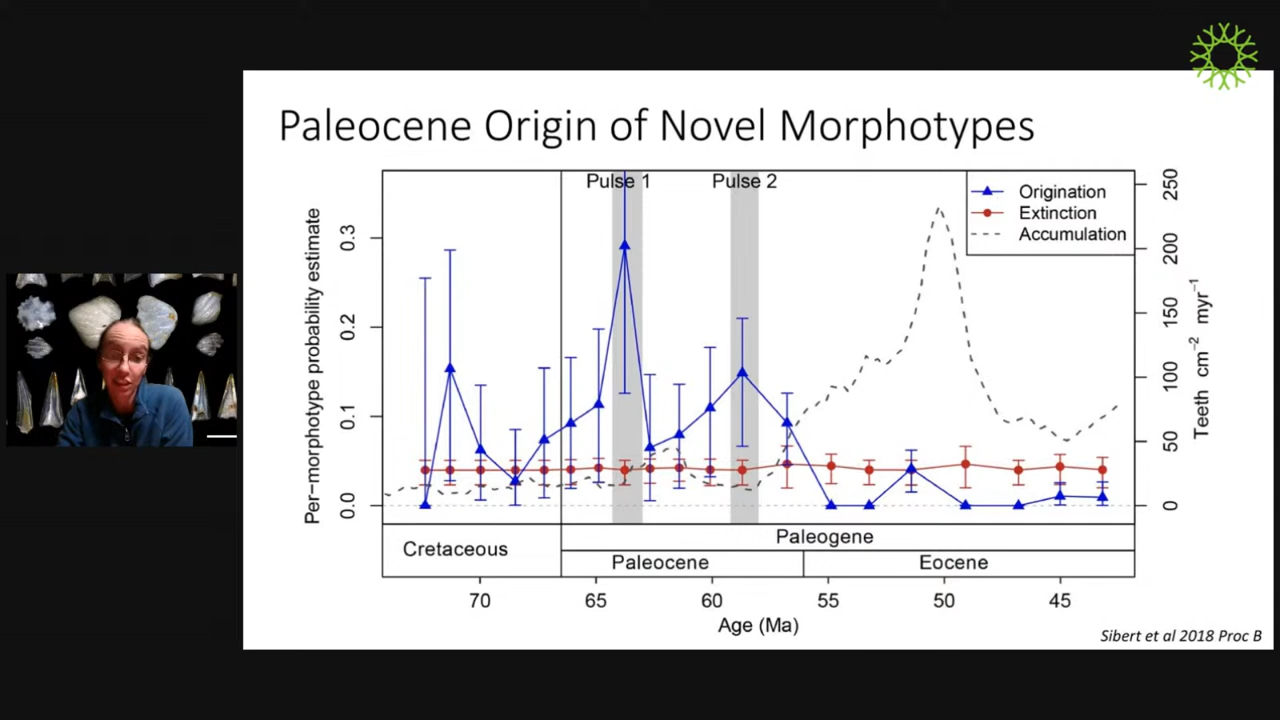 Paleocene Origin of Novel Morphotypes
Pulse 1
Pulse 2
Origination
Extinction
Accumulation
Per-morphotype probability estimate
0.0
0.1
0.2
0.3
0
50
100
150
200
250
Teeth cm⁻² myr⁻¹
Cretaceous
Paleogene
Paleocene
Eocene
70
65
60
55
50
45
Age (Ma)
Sibert et al 2018 Proc B